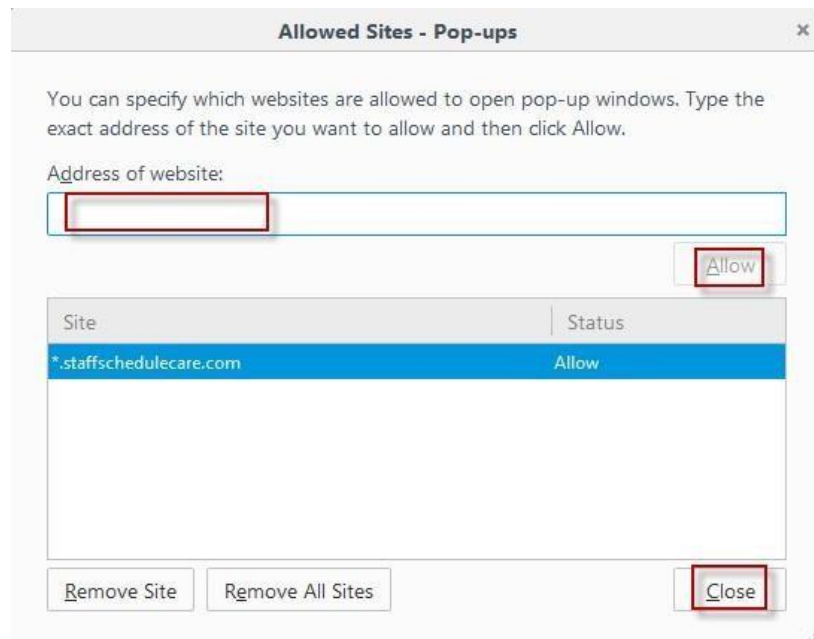 Allowed Sites - Pop-ups
You can specify which websites are allowed to open pop-up windows. Type the
exact address of the site you want to allow and then click Allow.
Address of website:
Allow
Site Status
*.staffschedulecare.com Allow
Remove Site Remove All Sites Close